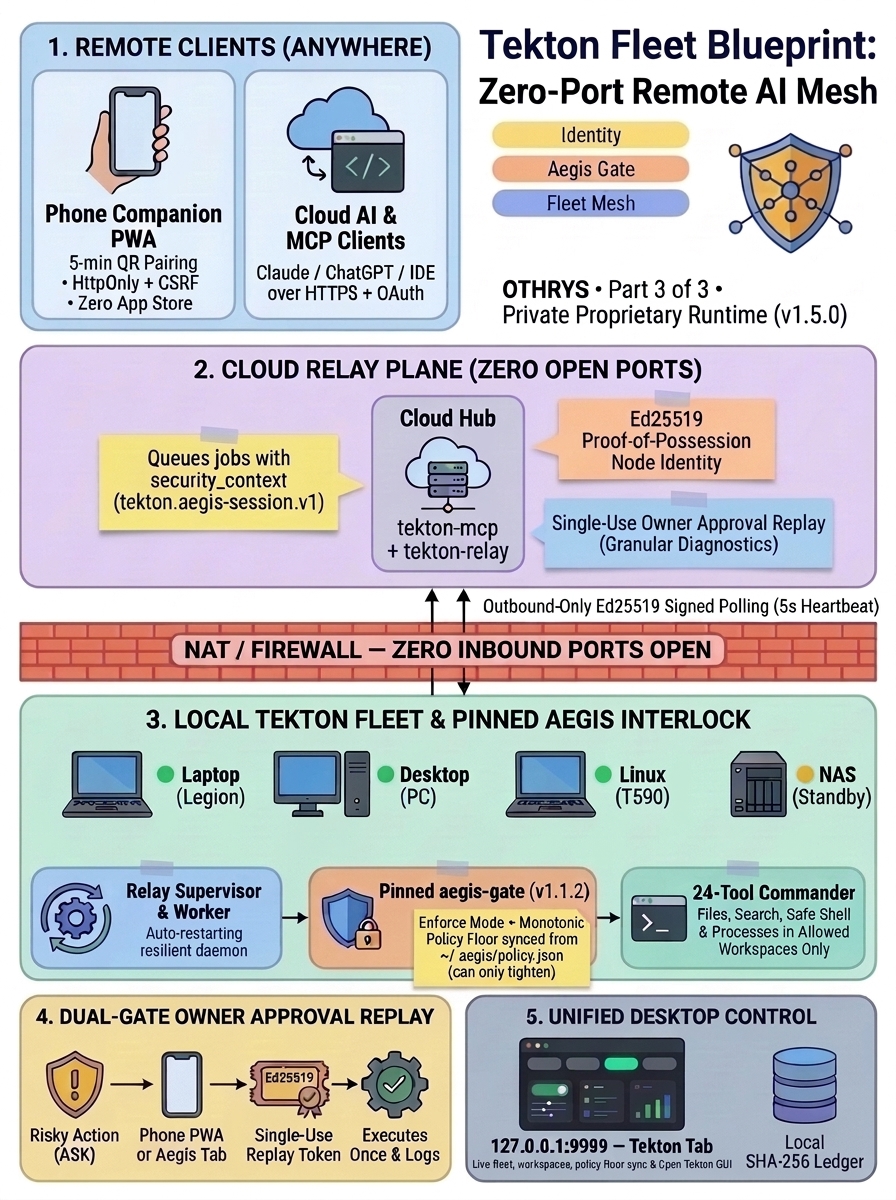 1. REMOTE CLIENTS (ANYWHERE)
Phone Companion
PWA
5-min QR Pairing
• HttpOnly + CSRF
• Zero App Store
</>
Cloud AI &
MCP Clients
Claude / ChatGPT / IDE
over HTTPS + OAuth
Tekton Fleet Blueprint:
Zero-Port Remote AI Mesh
Identity
Aegis Gate
Fleet Mesh
OTHRYS • Part 3 of 3 •
Private Proprietary Runtime (v1.5.0)
2. CLOUD RELAY PLANE (ZERO OPEN PORTS)
Queues jobs with
security_context
(tekton.aegis-session.v1)
Cloud Hub
tekton-mcp
+ tekton-relay
Ed25519
Proof-of-Possession
Node Identity
Single-Use Owner Approval Replay
(Granular Diagnostics)
Outbound-Only Ed25519 Signed Polling (5s Heartbeat)
NAT / FIREWALL — ZERO INBOUND PORTS OPEN
3. LOCAL TEKTON FLEET & PINNED AEGIS INTERLOCK
Laptop
(Legion)
Desktop
(PC)
Linux
(T590)
NAS
(Standby)
Relay Supervisor
& Worker
Auto-restarting
resilient daemon
Pinned aegis-gate (v1.1.2)
Enforce Mode + Monotonic
Policy Floor synced from
~/ aegis/policy.json
(can only tighten)
>_
24-Tool Commander
Files, Search, Safe Shell
& Processes in Allowed
Workspaces Only
4. DUAL-GATE OWNER APPROVAL REPLAY
Risky Action
(ASK)
Phone PWA
or Aegis Tab
Ed25519
Single-Use
Replay Token
Executes
Once & Logs
5. UNIFIED DESKTOP CONTROL
127.0.0.1:9999 — Tekton Tab
Live fleet, workspacee, policy floor sync & Cpen Tekton GUI
Local
SHA-256 Ledger